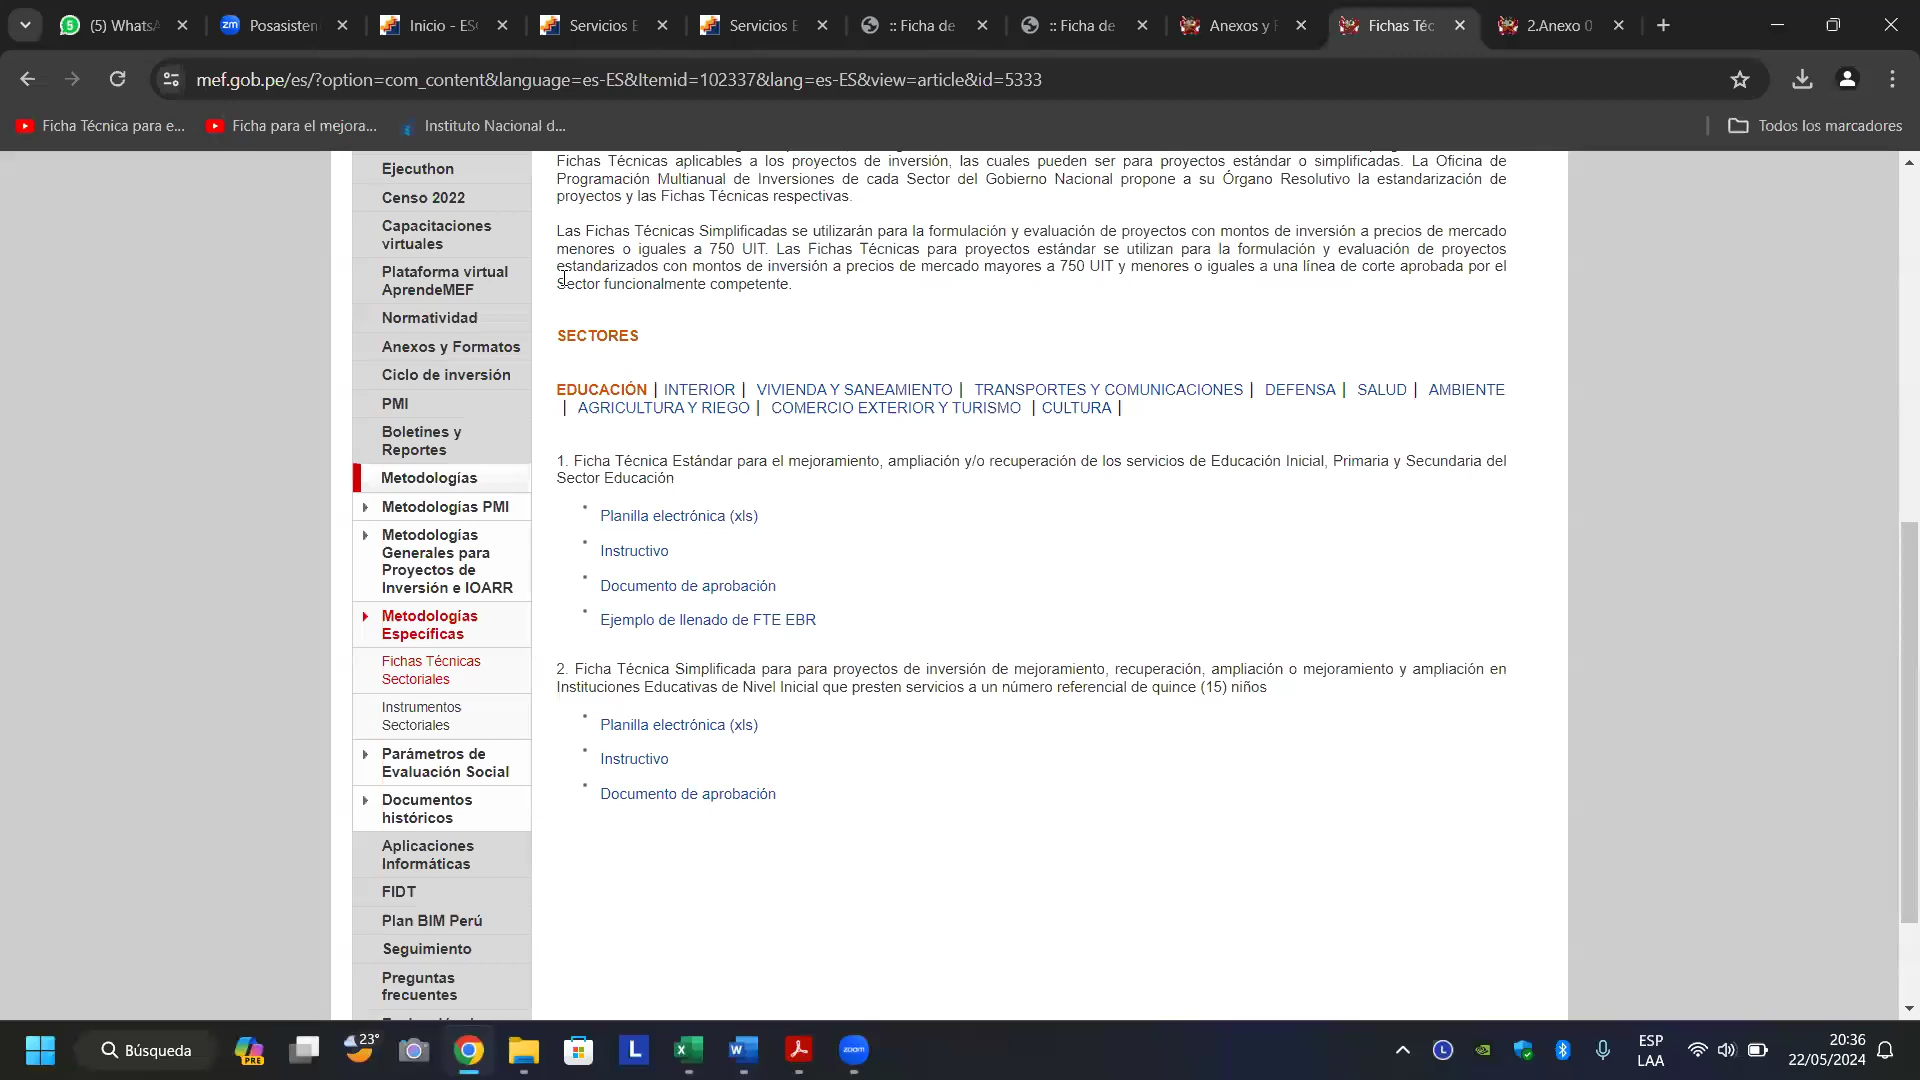 (5) WhatsA
Posasisten
Inicio - ESC
Servicios E
Servicios E
:: Ficha de
:: Ficha de
Anexos y F
Fichas Téc
2.Anexo 0
mef.gob.pe/es/?option=com_content&language=es-ES&Itemid=102337&lang=es-ES&view=article&id=5333
Ficha Técnica para e...
Ficha para el mejora...
Instituto Nacional d...
Todos los marcadores
Ejecuthon
Censo 2022
Capacitaciones
virtuales
Plataforma virtual
AprendeMEF
Normatividad
Anexos y Formatos
Ciclo de inversión
PMI
Boletines y
Reportes
Metodologías
Metodologías PMI
Metodologías
Generales para
Proyectos de
Inversión e IOARR
Metodologías
Específicas
Fichas Técnicas
Sectoriales
Instrumentos
Sectoriales
Parámetros de
Evaluación Social
Documentos
históricos
Aplicaciones
Informáticas
FIDT
Plan BIM Perú
Seguimiento
Preguntas
frecuentes
Fichas Técnicas aplicables a los proyectos de inversión, las cuales pueden ser para proyectos estándar o simplificadas. La Oficina de
Programación Multianual de Inversiones de cada Sector del Gobierno Nacional propone a su Órgano Resolutivo la estandarización de
proyectos y las Fichas Técnicas respectivas.
Las Fichas Técnicas Simplificadas se utilizarán para la formulación y evaluación de proyectos con montos de inversión a precios de mercado
menores o iguales a 750 UIT. Las Fichas Técnicas para proyectos estándar se utilizan para la formulación y evaluación de proyectos
estandarizados con montos de inversión a precios de mercado mayores a 750 UIT y menores o iguales a una línea de corte aprobada por el
Sector funcionalmente competente.
SECTORES
EDUCACIÓN | INTERIOR | VIVIENDA Y SANEAMIENTO | TRANSPORTES Y COMUNICACIONES | DEFENSA | SALUD | AMBIENTE
| AGRICULTURA Y RIEGO | COMERCIO EXTERIOR Y TURISMO | CULTURA |
1. Ficha Técnica Estándar para el mejoramiento, ampliación y/o recuperación de los servicios de Educación Inicial, Primaria y Secundaria del
Sector Educación
Planilla electrónica (xls)
Instructivo
Documento de aprobación
Ejemplo de llenado de FTE EBR
2. Ficha Técnica Simplificada para para proyectos de inversión de mejoramiento, recuperación, ampliación o mejoramiento y ampliación en
Instituciones Educativas de Nivel Inicial que presten servicios a un número referencial de quince (15) niños
Planilla electrónica (xls)
Instructivo
Documento de aprobación
Búsqueda
PRE
23°
zoom
ESP
LAA
20:36
22/05/2024